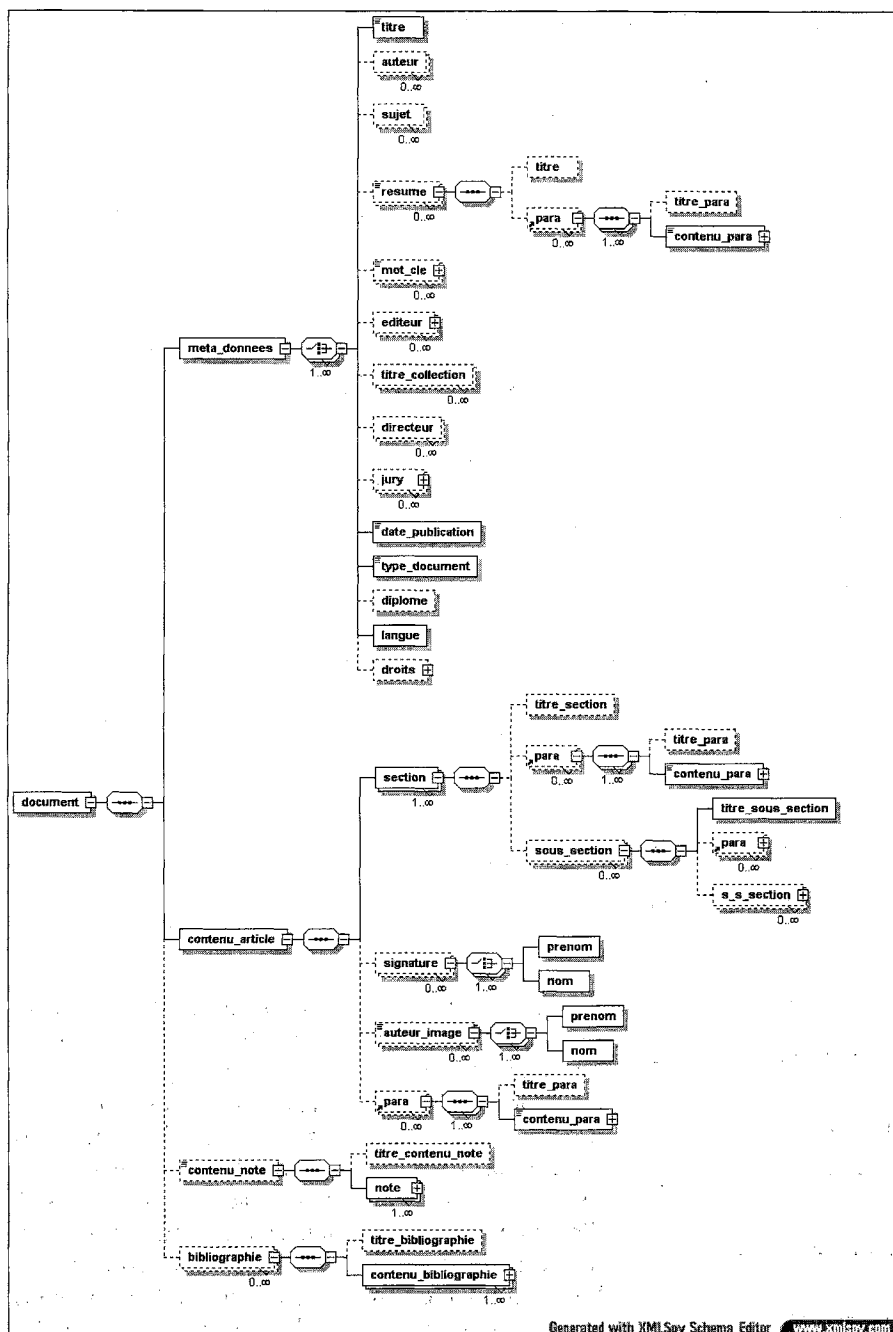 titre
auteur
0..∞
sujet
0..∞
titre
resume
0..∞
para
0..∞
1..∞
titre_para
contenu_para
mot_cle
0..∞
editeur
0..∞
meta_donnees
1..∞
titre_collection
0..∞
directeur
0..∞
jury
0..∞
date_publication
type_document
diplome
langue
droits
titre_section
section
1..∞
para
0..∞
1..∞
titre_para
contenu_para
document
titre_sous_section
sous_section
0..∞
para
0..∞
s_s_section
0..∞
contenu_article
signature
0..∞
1..∞
prenom
nom
auteur_image
0..∞
1..∞
prenom
nom
para
0..∞
1..∞
titre_para
contenu_para
contenu_note
titre_contenu_note
note
1..∞
bibliographie
0..∞
titre_bibliographie
contenu_bibliographie
1..∞
Generated with XMLSpy Schema Editor www.xmlspy.com